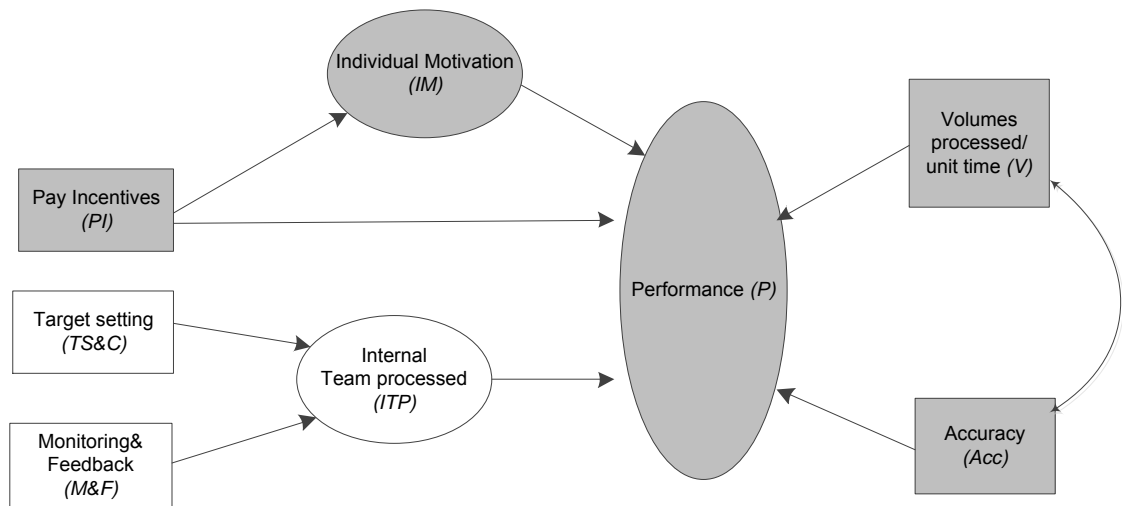 Individual Motivation
(IM)
Pay Incentives
(PI)
Target setting
(TS&C)
Monitoring&
Feedback
(M&F)
Internal
Team processed
(ITP)
Performance (P)
Volumes
processed/
unit time (V)
Accuracy
(Acc)